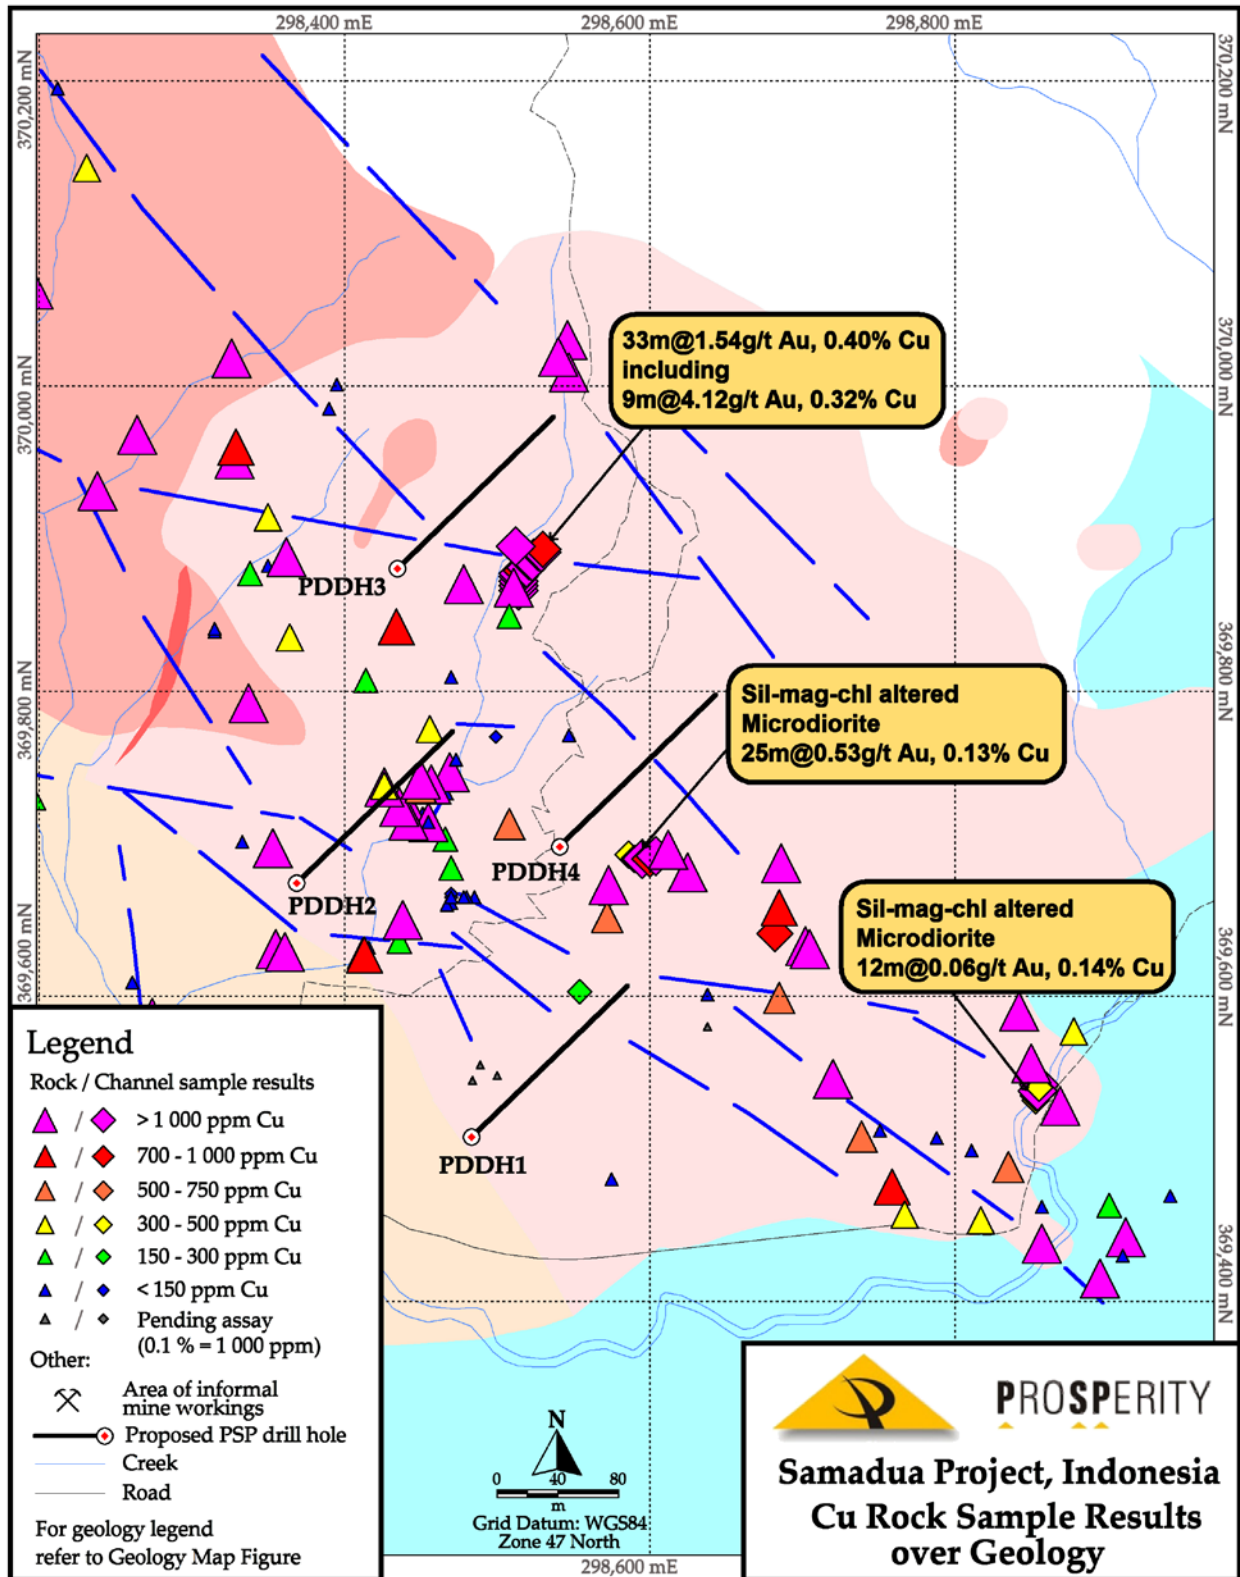 298,400 mE
298,600 mE
298,800 mE
370,200 mN
370,200 mN
370,000 mN
370,000 mN
369,800 mN
369,800 mN
369,600 mN
369,600 mN
369,400 mN
33m@1.54g/t Au, 0.40% Cu
including
9m@4.12g/t Au, 0.32% Cu
PDDH3
Sil-mag-chl altered
Microdiorite
25m@0.53g/t Au, 0.13% Cu
PDDH4
PDDH2
Sil-mag-chl altered
Microdiorite
12m@0.06g/t Au, 0.14% Cu
PDDH1
Legend
Rock / Channel sample results
/ > 1 000 ppm Cu
/ 700 - 1 000 ppm Cu
/ 500 - 750 ppm Cu
/ 300 - 500 ppm Cu
/ 150 - 300 ppm Cu
/ < 150 ppm Cu
/ Pending assay
(0.1 % = 1 000 ppm)
Other:
Area of informal
mine workings
Proposed PSP drill hole
Creek
Road
For geology legend
refer to Geology Map Figure
N
0 40 80
m
Grid Datum: WGS84
Zone 47 North
298,600 mE
PROSPERITY
Samadua Project, Indonesia
Cu Rock Sample Results
over Geology